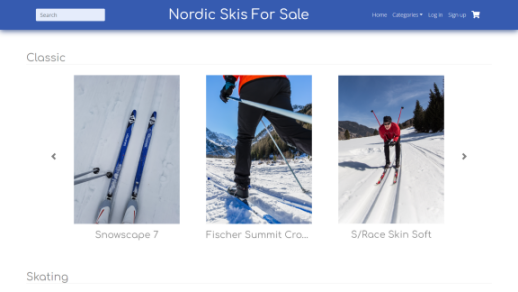 Search
Nordic Skis For Sale
Home Categories Log in Sign up
Classic
Snowscape 7
Fischer Summit Cro...
S/Race Skin Soft
Skating